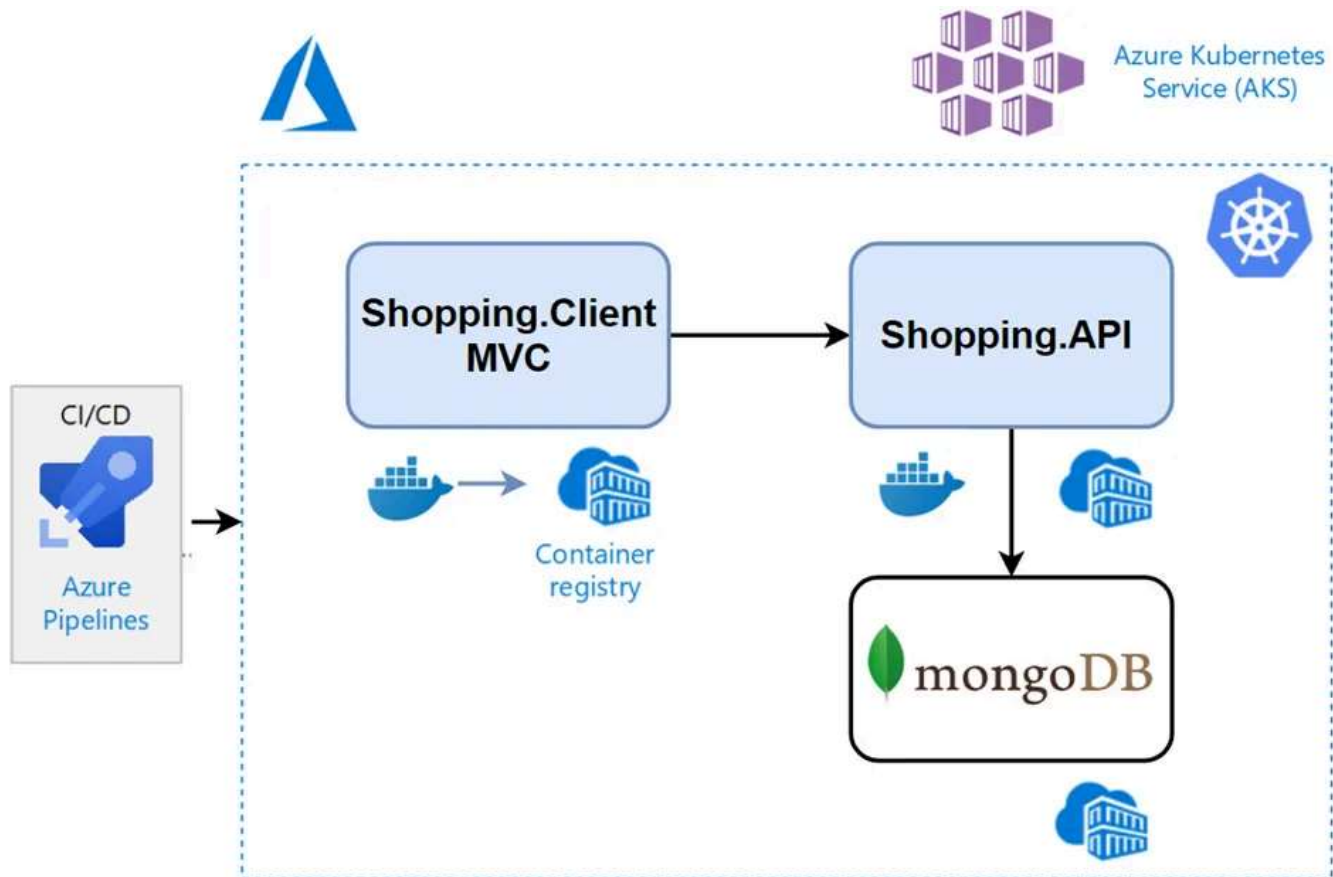 Azure Kubernetes
Service (AKS)
Shopping.Client
MVC
Shopping.API
CI/CD
Azure
Pipelines
Container
registry
mongoDB